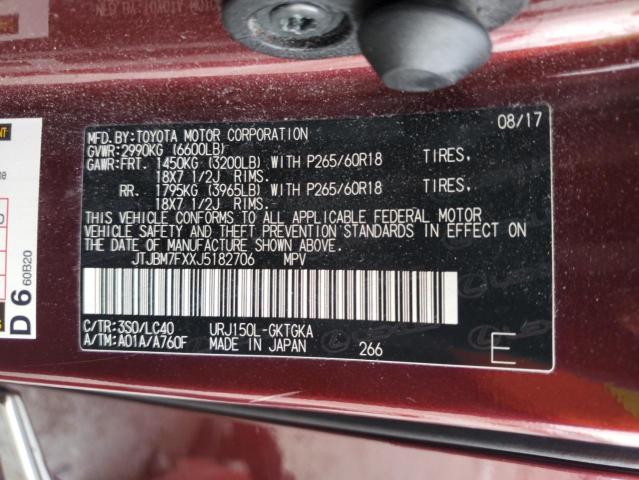 MFD.BY:TOYOTA MOTOR CORPORATION 08/17
GVWR:2990KG (6600LB)
GAWR:FRT. 1450KG (3200LB) WITH P265/60R18 TIRES,
18X7 1/2J RIMS.
RR. 1795KG (3965LB) WITH P265/60R18 TIRES,
18X7 1/2J RIMS.
THIS VEHICLE CONFORMS TO ALL APPLICABLE FEDERAL MOTOR
VEHICLE SAFETY AND THEFT PREVENTION STANDARDS IN EFFECT ON
THE DATE OF MANUFACTURE SHOWN ABOVE.
JTJBM7FXXJ5182706 MPV
C/TR:3S0/LC40 URJ150L-GKTGKA
A/TM:A01A/A760F MADE IN JAPAN 266
E
D 6 60B20